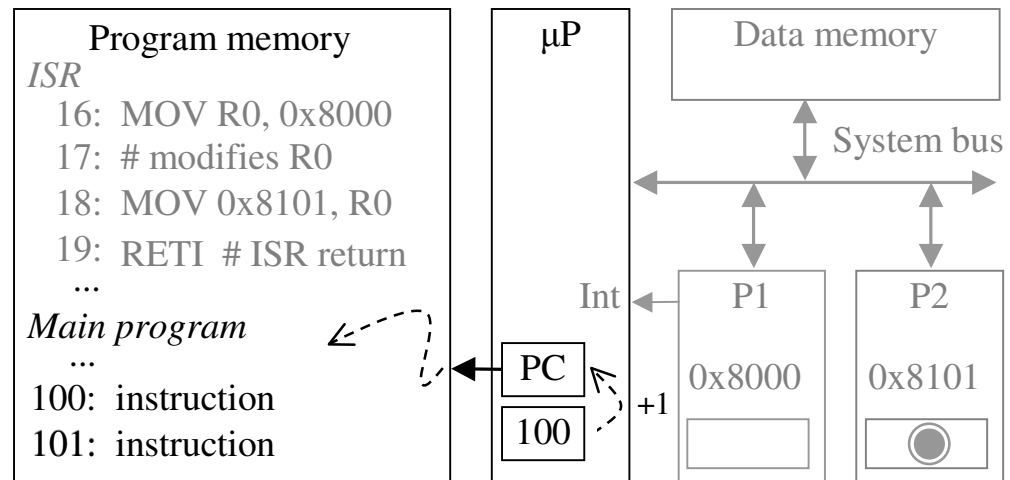 Program memory
ISR
16: MOV R0, 0x8000
17: # modifies R0
18: MOV 0x8101, R0
19: RETI # ISR return
...
Main program
...
100: instruction
101: instruction
μP
Int
PC
100
+1
Data memory
System bus
P1
0x8000
P2
0x8101